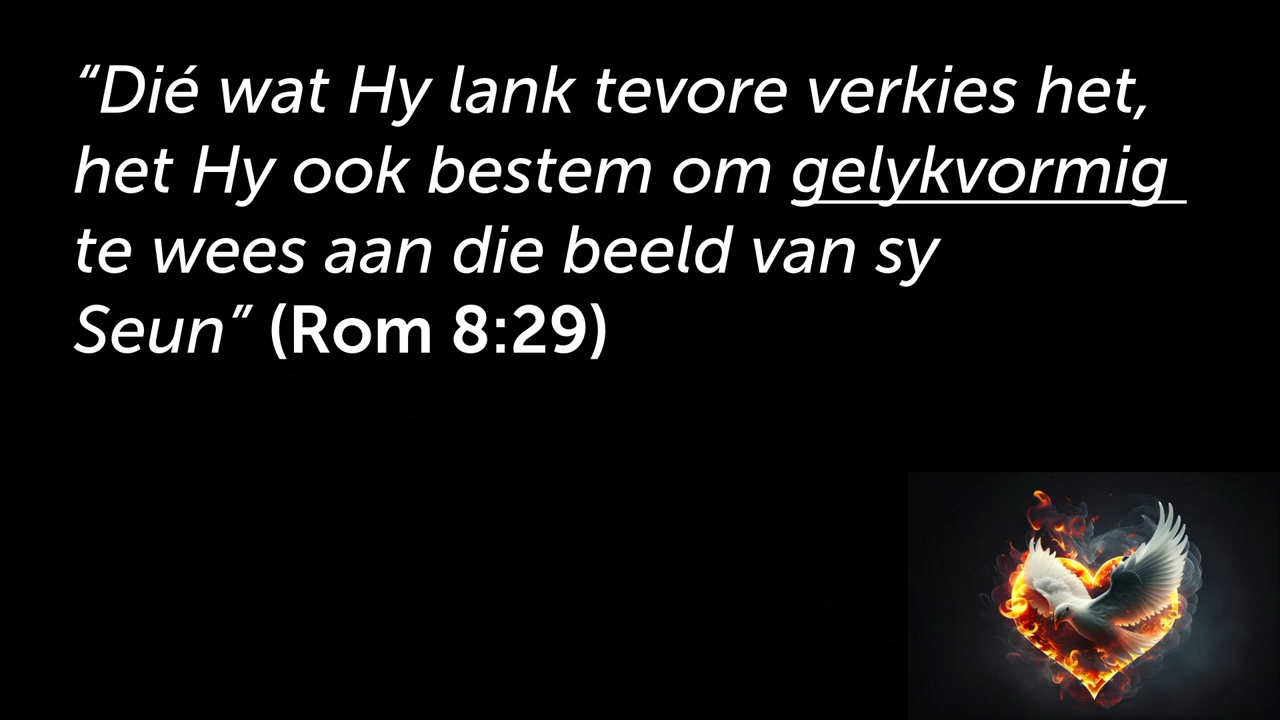 “Dié wat Hy lank tevore verkies het,
het Hy ook bestem om gelykvormig
te wees aan die beeld van sy
Seun” (Rom 8:29)